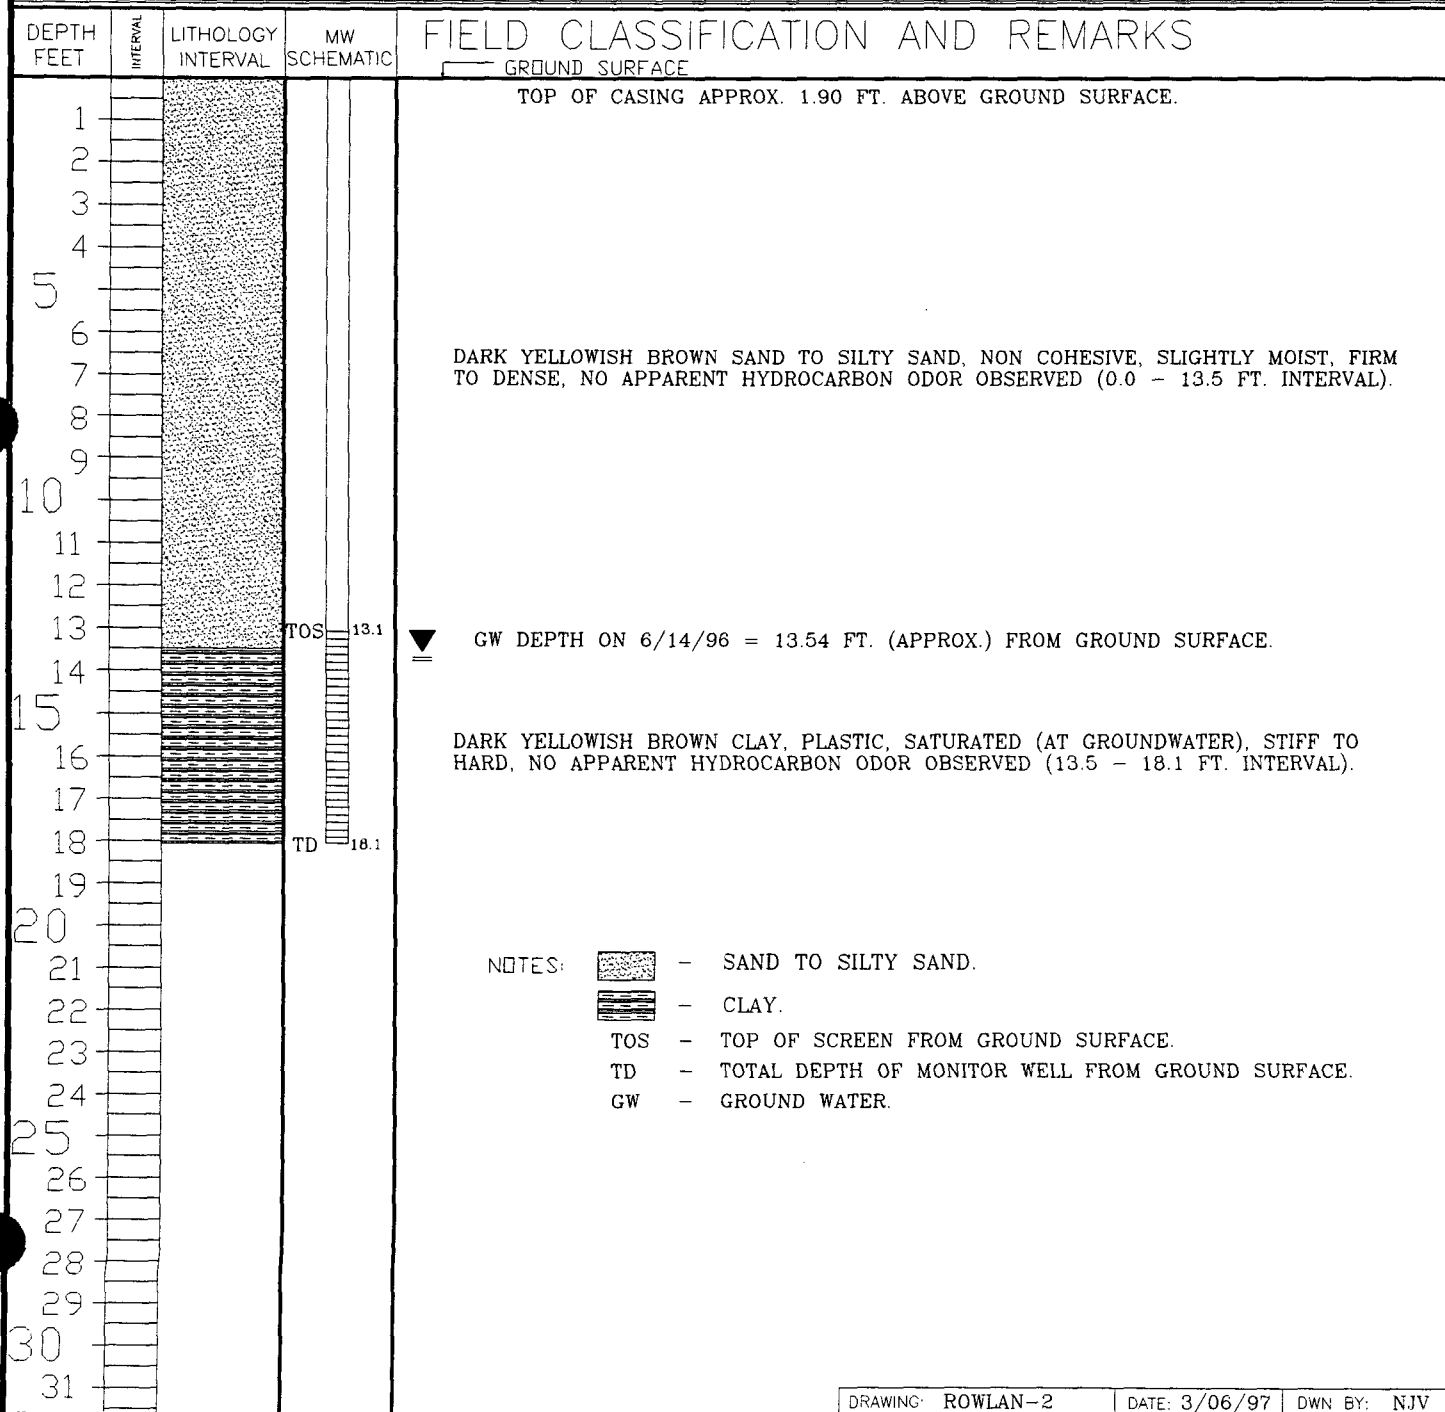 DEPTH FEET
INTERVAL
LITHOLOGY INTERVAL
MW SCHEMATIC
FIELD CLASSIFICATION AND REMARKS
GROUND SURFACE
TOP OF CASING APPROX. 1.90 FT. ABOVE GROUND SURFACE.
1
2
3
4
5
6
DARK YELLOWISH BROWN SAND TO SILTY SAND, NON COHESIVE, SLIGHTLY MOIST, FIRM
7
TO DENSE, NO APPARENT HYDROCARBON ODOR OBSERVED (0.0 - 13.5 FT. INTERVAL).
8
9
10
11
12
13
TOS 13.1
GW DEPTH ON 6/14/96 = 13.54 FT. (APPROX.) FROM GROUND SURFACE.
14
15
DARK YELLOWISH BROWN CLAY, PLASTIC, SATURATED (AT GROUNDWATER), STIFF TO
16
HARD, NO APPARENT HYDROCARBON ODOR OBSERVED (13.5 - 18.1 FT. INTERVAL).
17
18
TD 18.1
19
20
21
NOTES: - SAND TO SILTY SAND.
22
- CLAY.
23
TOS - TOP OF SCREEN FROM GROUND SURFACE.
TD - TOTAL DEPTH OF MONITOR WELL FROM GROUND SURFACE.
24
GW - GROUND WATER.
25
26
27
28
29
30
31
DRAWING: ROWLAN-2 DATE: 3/06/97 DWN BY: NJV